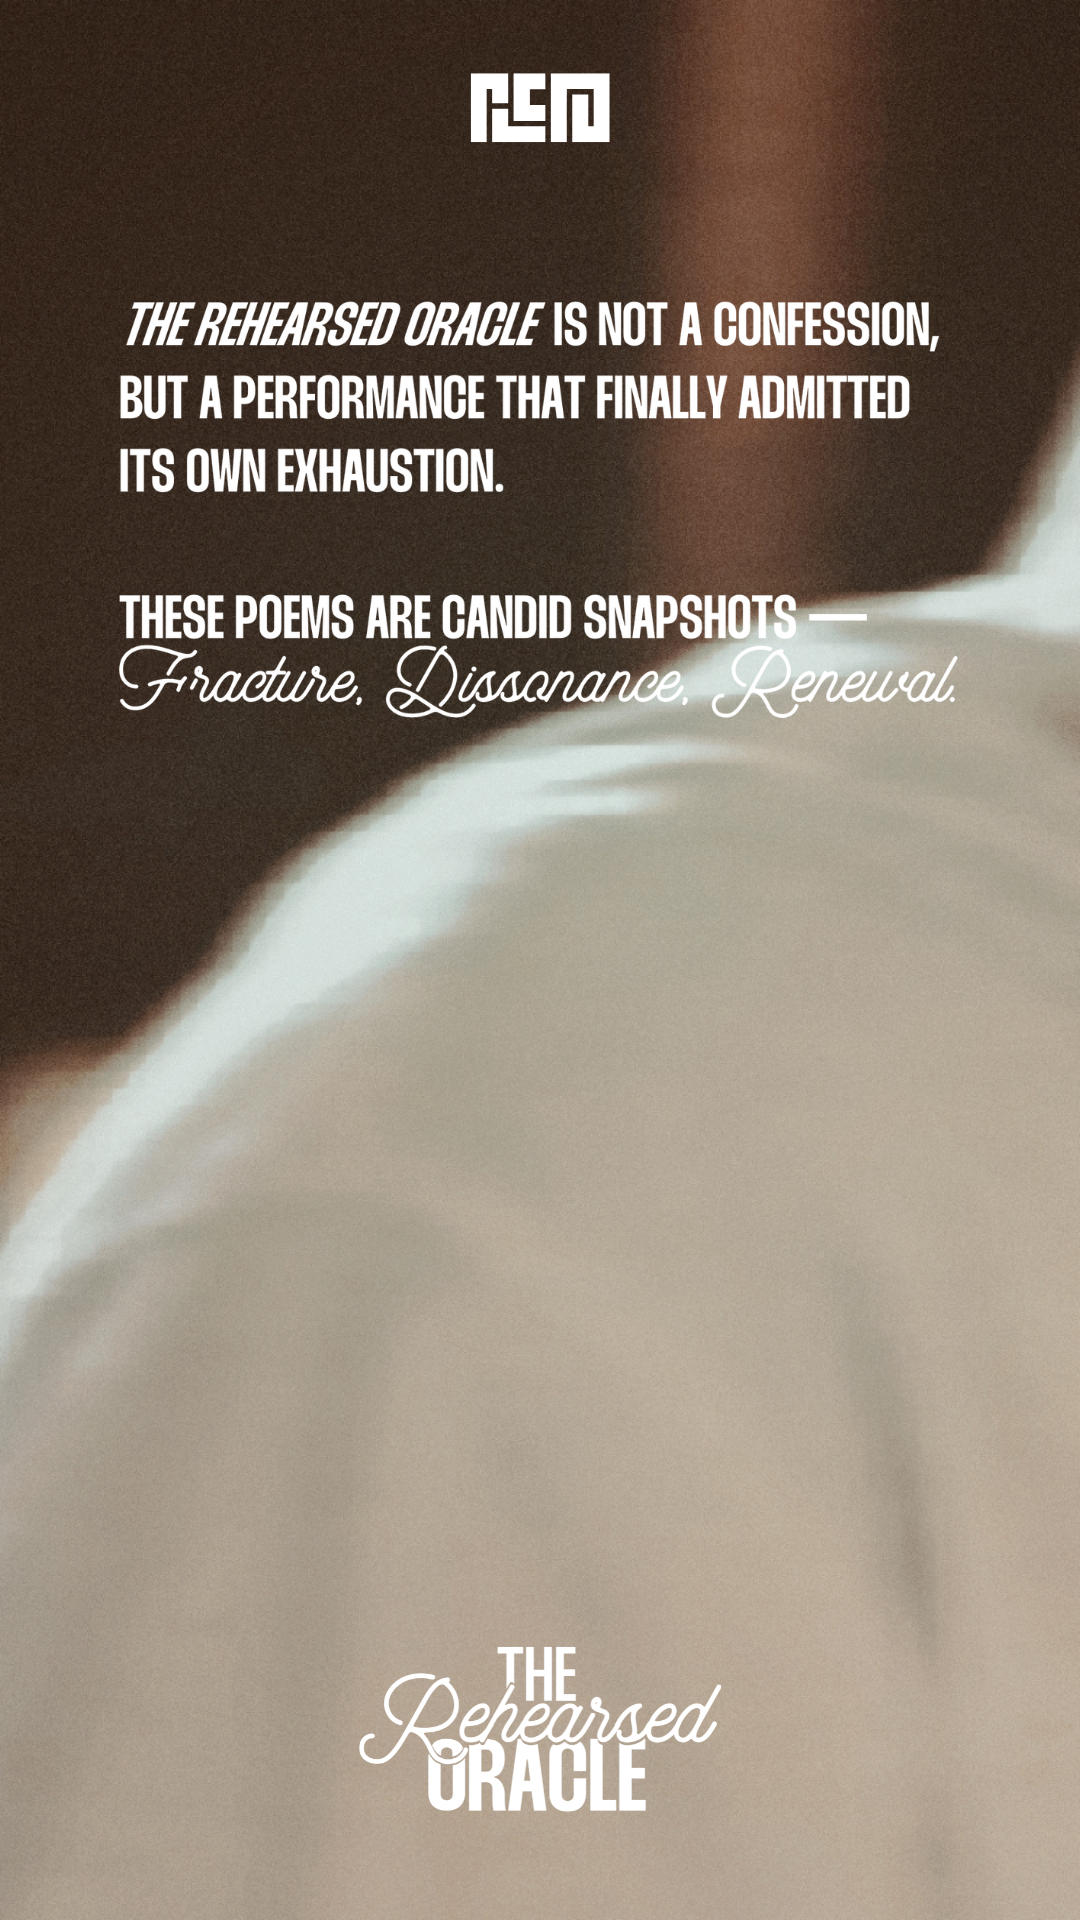 THE REHEARSED ORACLE IS NOT A CONFESSION,
BUT A PERFORMANCE THAT FINALLY ADMITTED
ITS OWN EXHAUSTION.
THESE POEMS ARE CANDID SNAPSHOTS —
Fracture, Dissonance, Renewal.
THE
Rehearsed
ORACLE